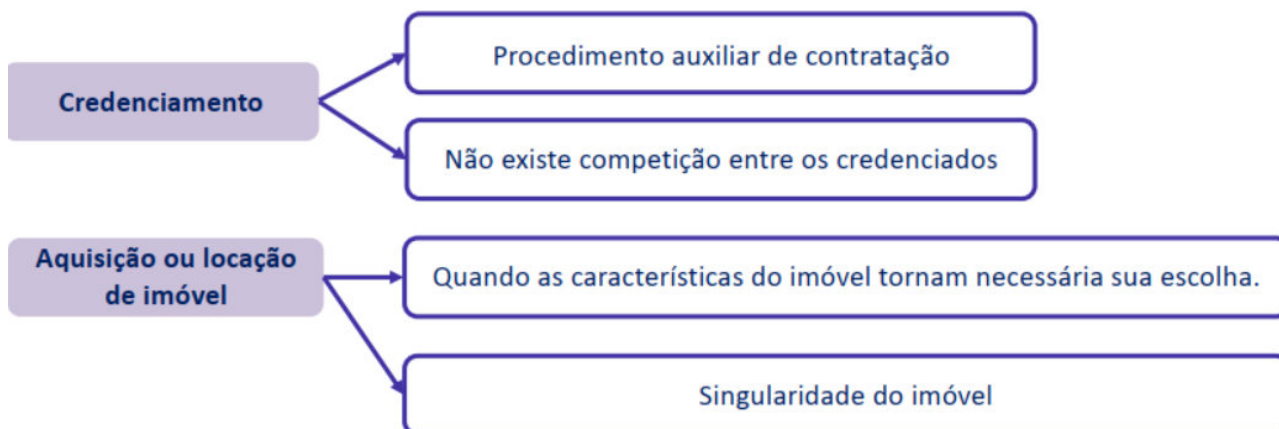 Credenciamento
Procedimento auxiliar de contratação
Não existe competição entre os credenciados
Aquisição ou locação
de imóvel
Quando as características do imóvel tornam necessária sua escolha.
Singularidade do imóvel